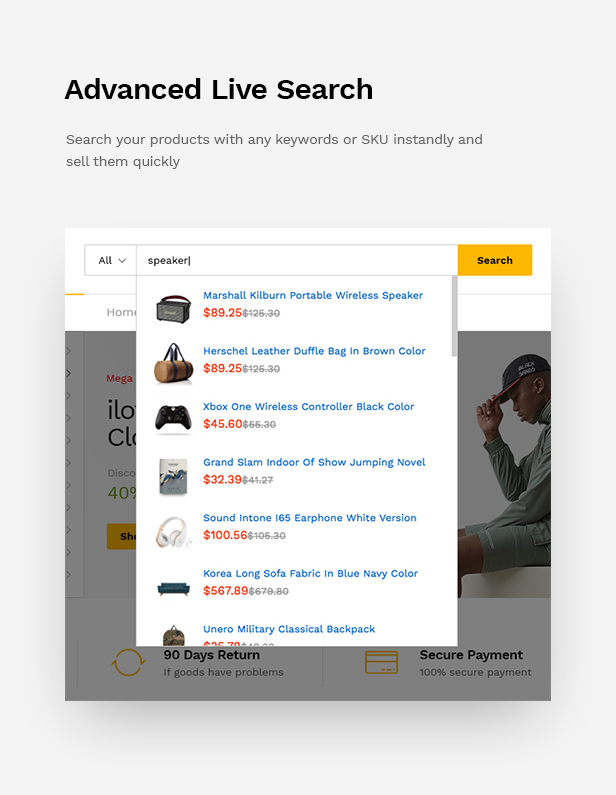 Advanced Live Search
Search your products with any keywords or SKU instandly and
sell them quickly
All
speaker
Search
Home
Marshall Kilburn Portable Wireless Speaker
$89.25 $125.30
Herschel Leather Duffle Bag In Brown Color
$89.25 $125.30
Mega
Xbox One Wireless Controller Black Color
$45.60 $55.30
Grand Slam Indoor Of Show Jumping Novel
$32.39 $41.27
40%
Sound Intone I65 Earphone White Version
$100.56 $105.30
Korea Long Sofa Fabric In Blue Navy Color
$567.89 $679.80
Unero Military Classical Backpack
90 Days Return
If goods have problems
Secure Payment
100% secure payment